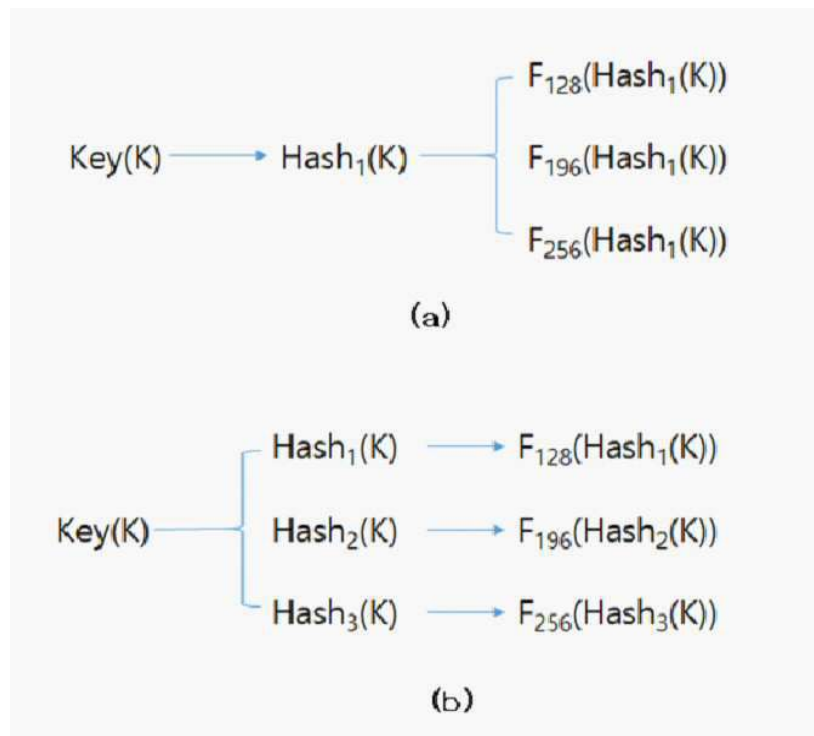 F₁₂₈(Hash₁(K))
Key(K) Hash₁(K) F₁₉₆(Hash₁(K))
F₂₅₆(Hash₁(K))
(a)
Hash₁(K) F₁₂₈(Hash₁(K))
Key(K) Hash₂(K) F₁₉₆(Hash₂(K))
Hash₃(K) F₂₅₆(Hash₃(K))
(b)